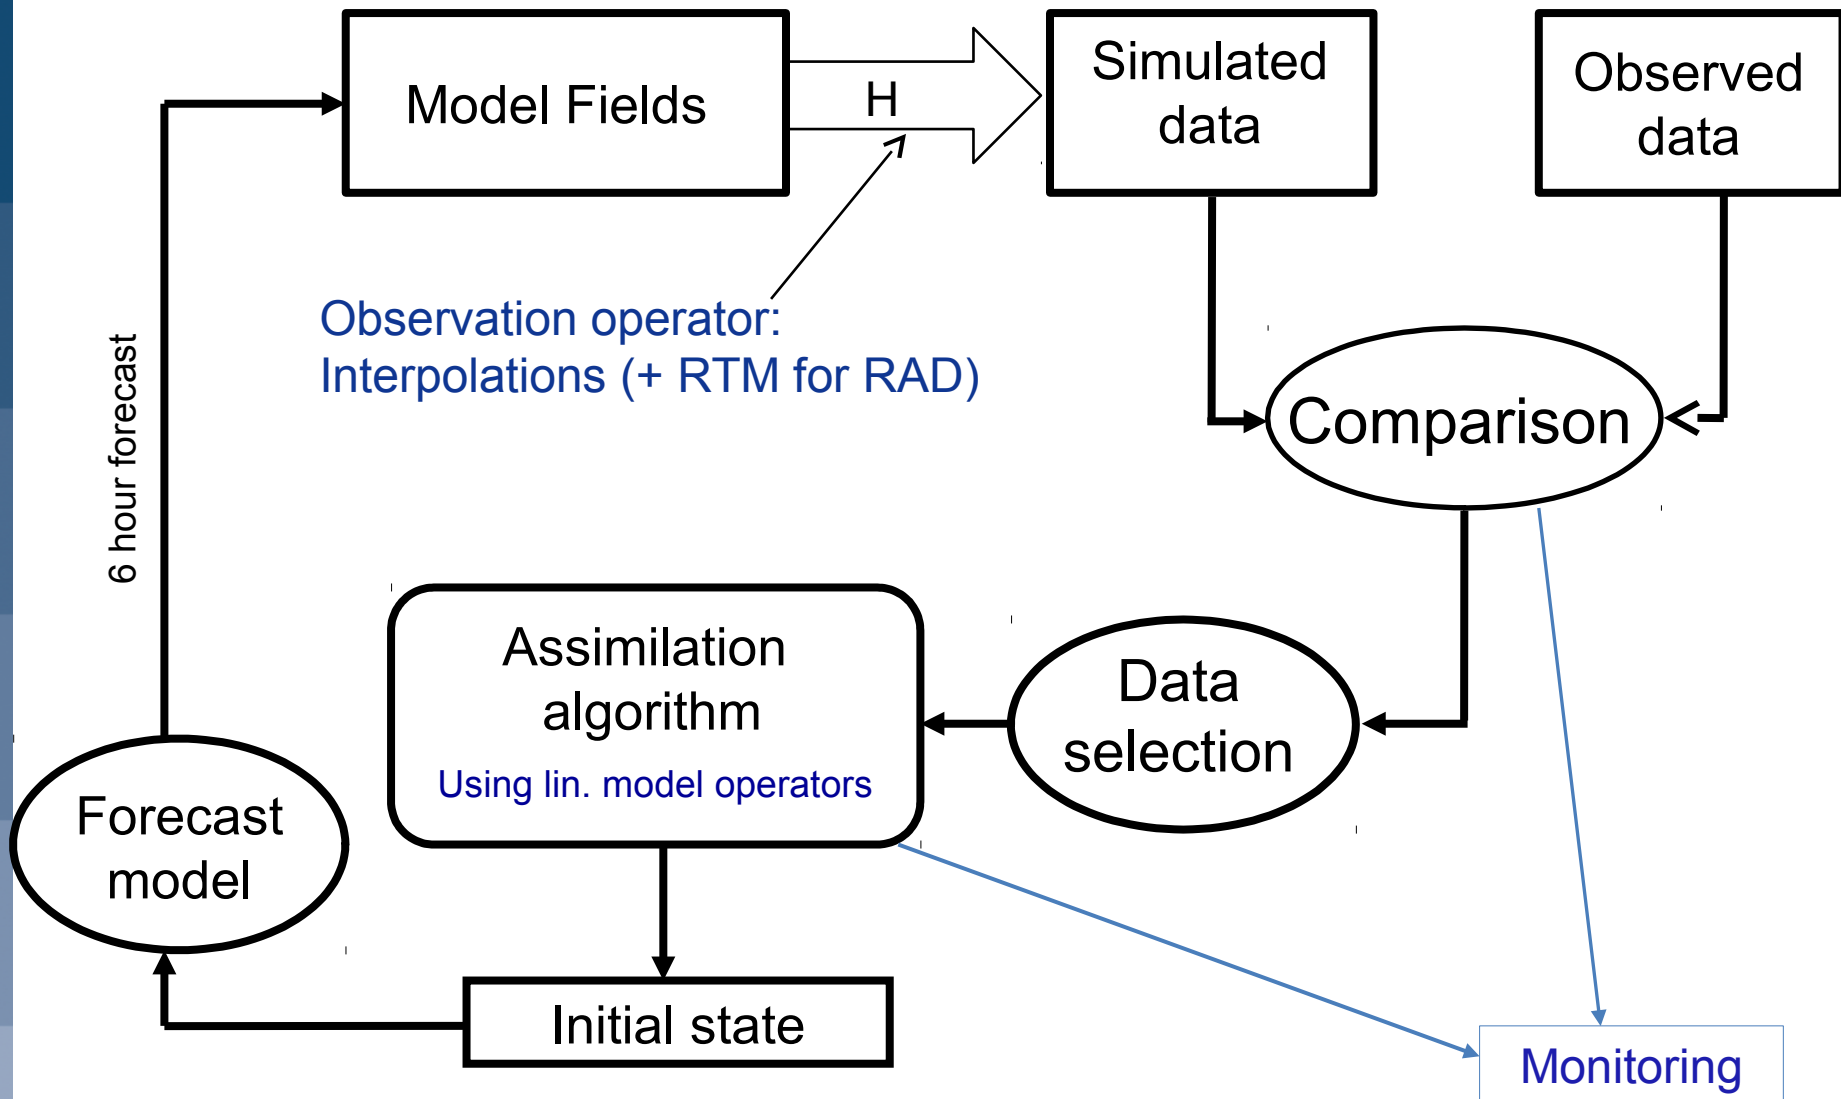 Model Fields
H
Simulated
data
Observed
data
Observation operator:
Interpolations (+ RTM for RAD)
6 hour forecast
Comparison
Assimilation
algorithm
Using lin. model operators
Data
selection
Forecast
model
Initial state
Monitoring